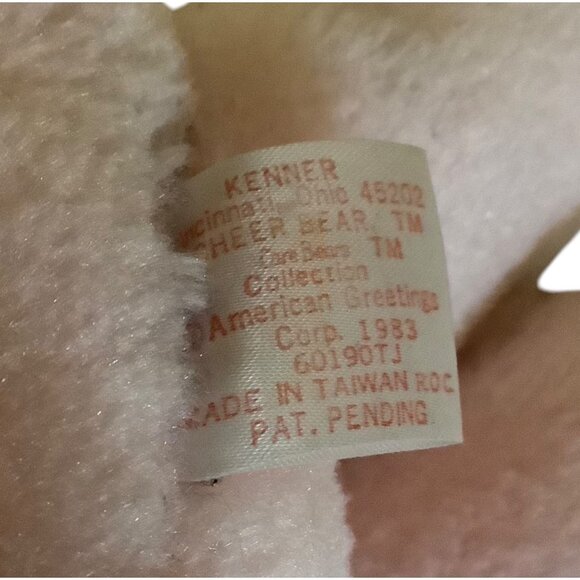 KENNER
incinnati, Ohio 45202
CHEER BEAR, TM
Care Bears TM
Collection
© American Greetings
Corp. 1983
60190TJ
MADE IN TAIWAN ROC
PAT. PENDING